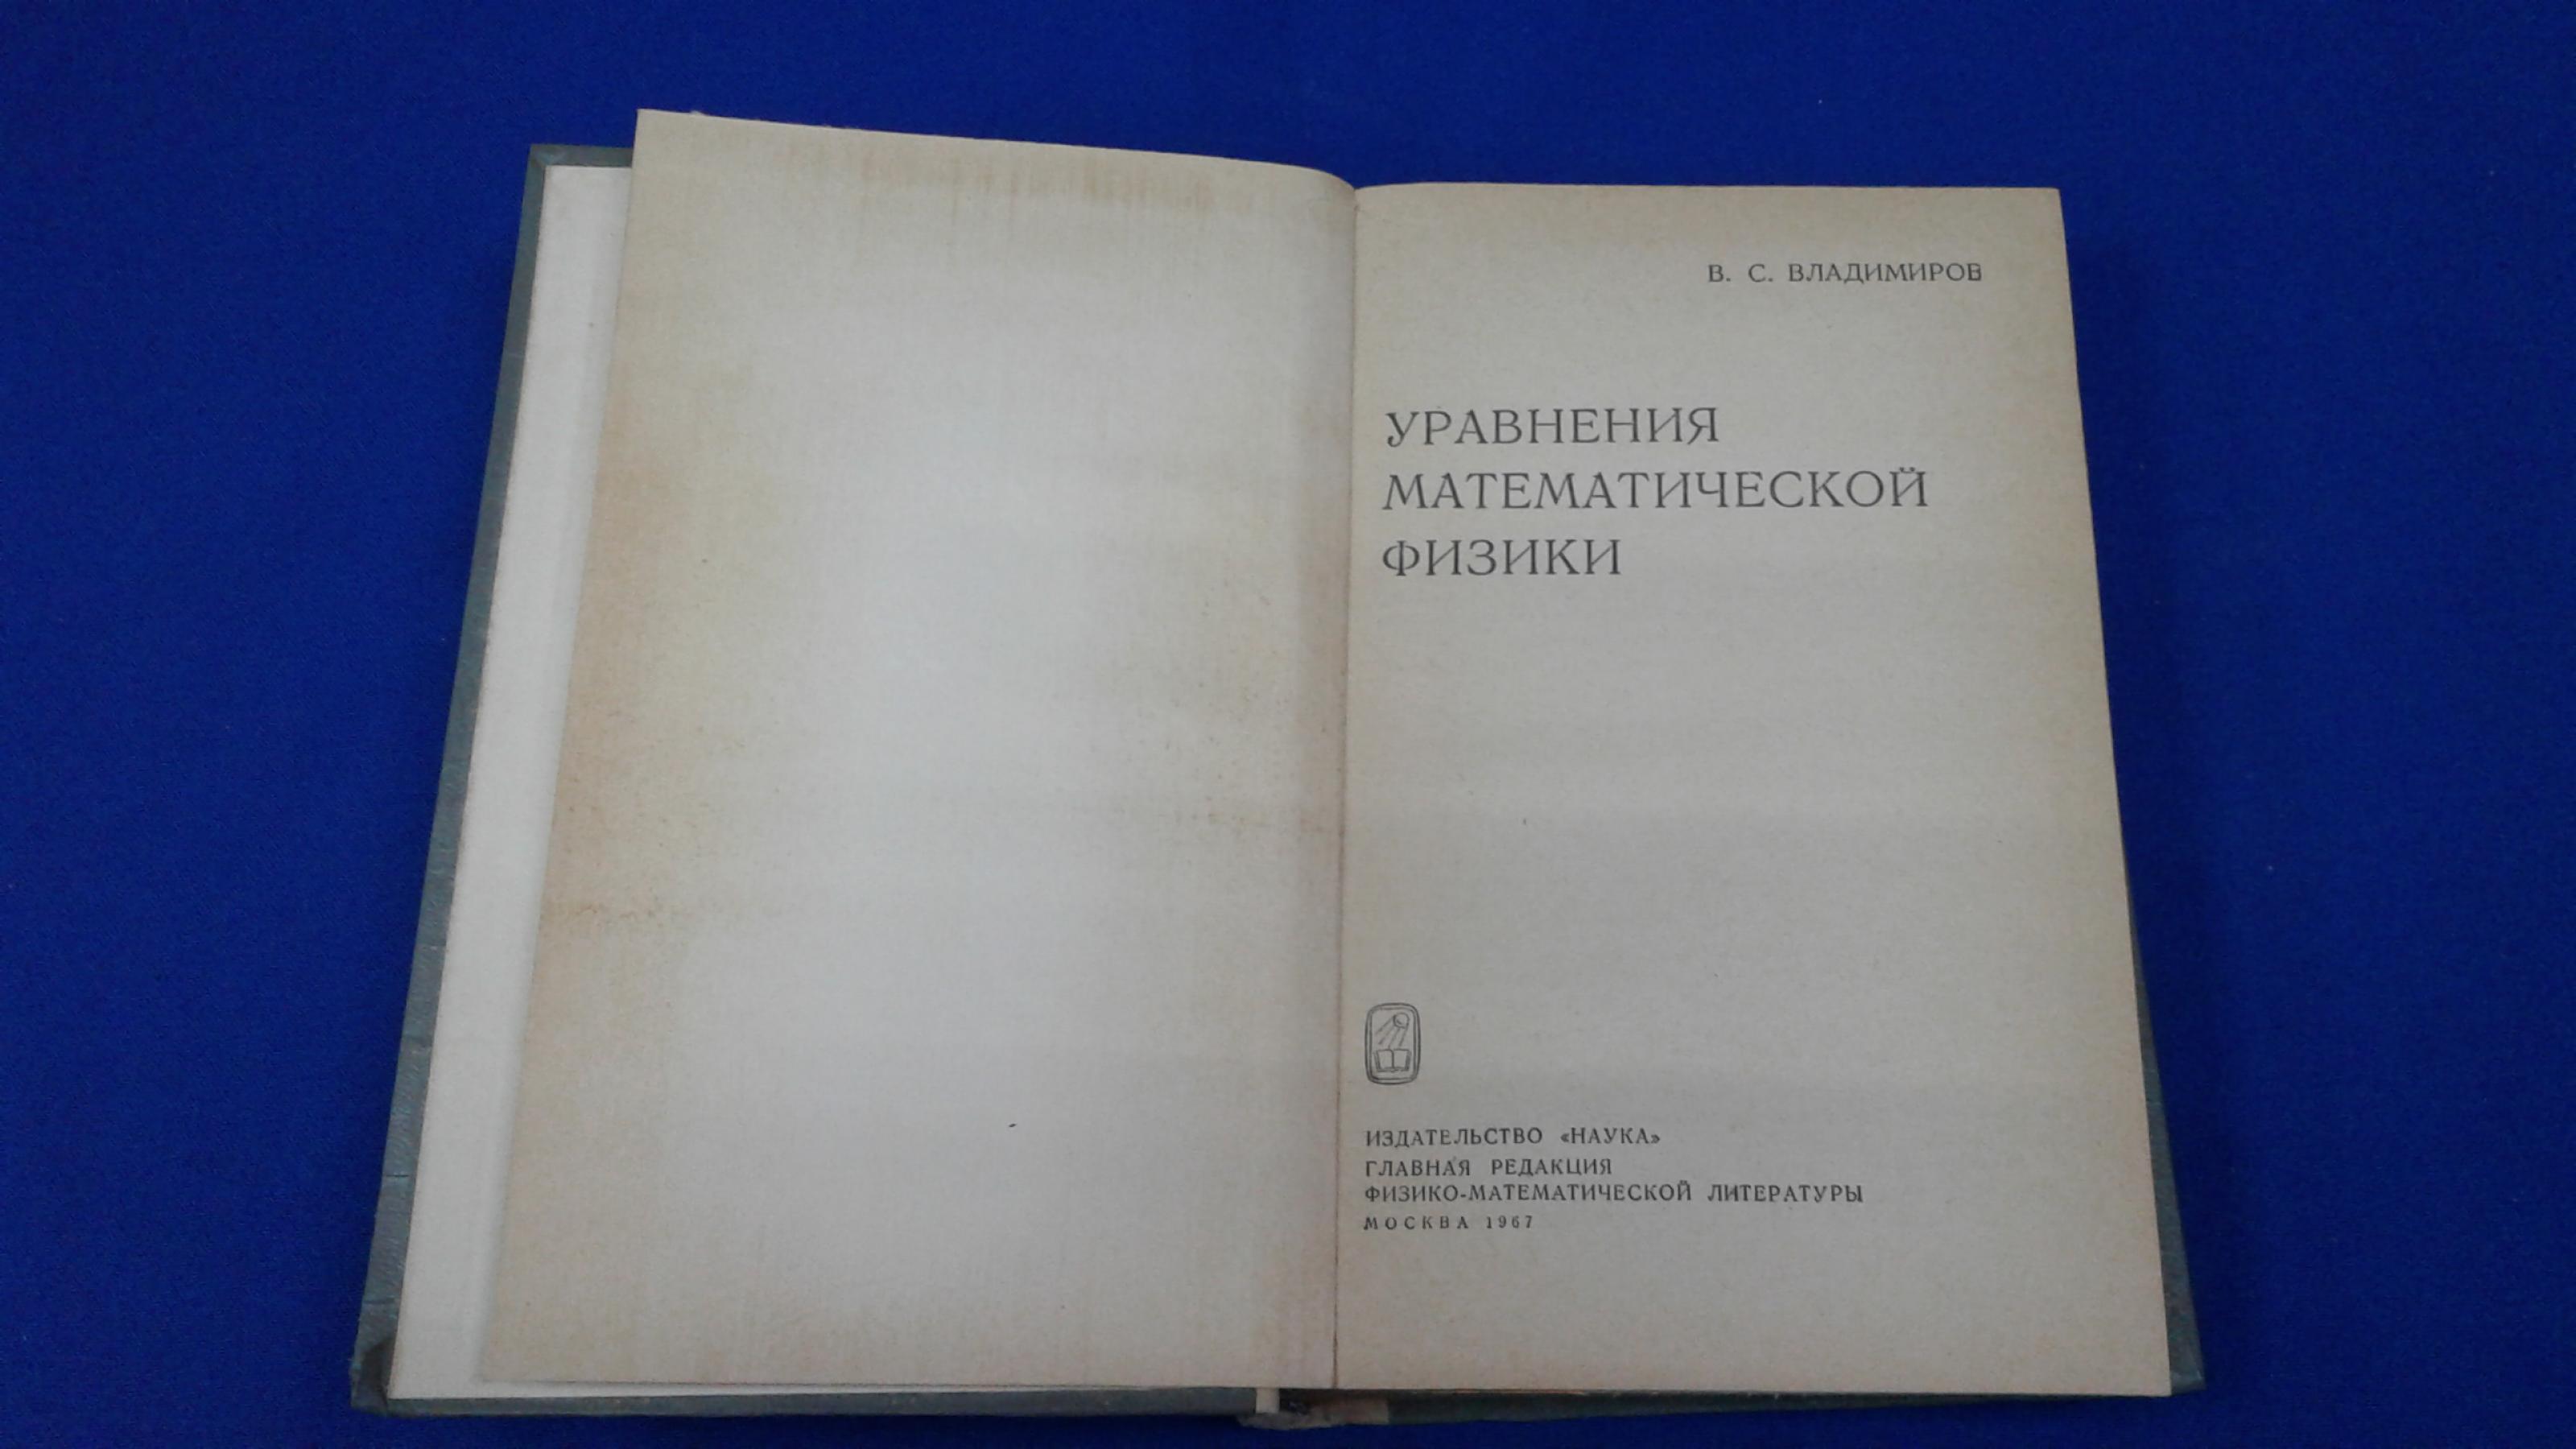 В. С. ВЛАДИМИРОВ
УРАВНЕНИЯ
МАТЕМАТИЧЕСКОЙ
ФИЗИКИ
ИЗДАТЕЛЬСТВО «НАУКА»
ГЛАВНАЯ РЕДАКЦИЯ
ФИЗИКО-МАТЕМАТИЧЕСКОЙ ЛИТЕРАТУРЫ
МОСКВА 1967